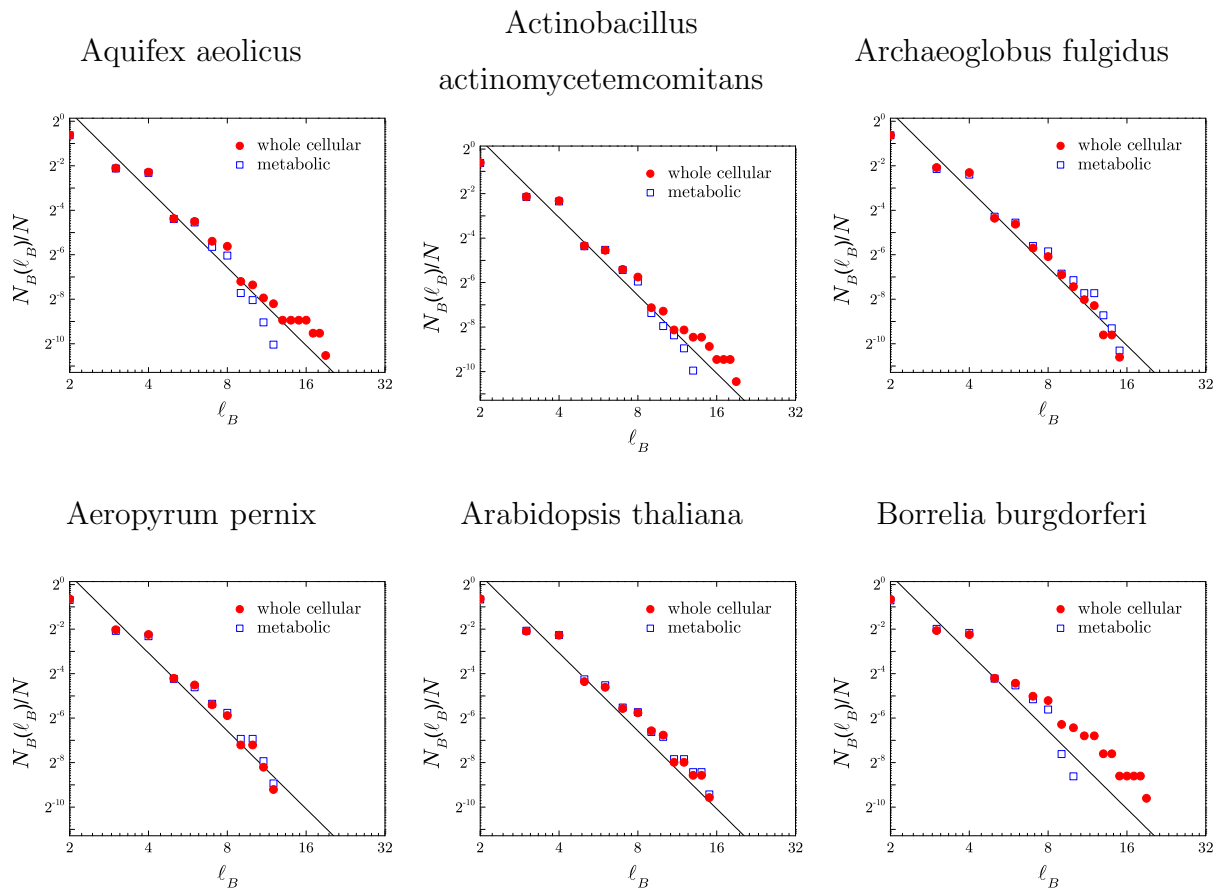 Aquifex aeolicus
2^0
2^-2
2^-4
2^-6
2^-8
2^-10
N_B(ℓ_B)/N
whole cellular
metabolic
2 4 8 16 32
ℓ_B
Actinobacillus
actinomycetemcomitans
2^0
2^-2
2^-4
2^-6
2^-8
2^-10
N_B(ℓ_B)/N
whole cellular
metabolic
2 4 8 16 32
ℓ_B
Archaeoglobus fulgidus
2^0
2^-2
2^-4
2^-6
2^-8
2^-10
N_B(ℓ_B)/N
whole cellular
metabolic
2 4 8 16 32
ℓ_B
Aeropyrum pernix
2^0
2^-2
2^-4
2^-6
2^-8
2^-10
N_B(ℓ_B)/N
whole cellular
metabolic
2 4 8 16 32
ℓ_B
Arabidopsis thaliana
2^0
2^-2
2^-4
2^-6
2^-8
2^-10
N_B(ℓ_B)/N
whole cellular
metabolic
2 4 8 16 32
ℓ_B
Borrelia burgdorferi
2^0
2^-2
2^-4
2^-6
2^-8
2^-10
N_B(ℓ_B)/N
whole cellular
metabolic
2 4 8 16 32
ℓ_B